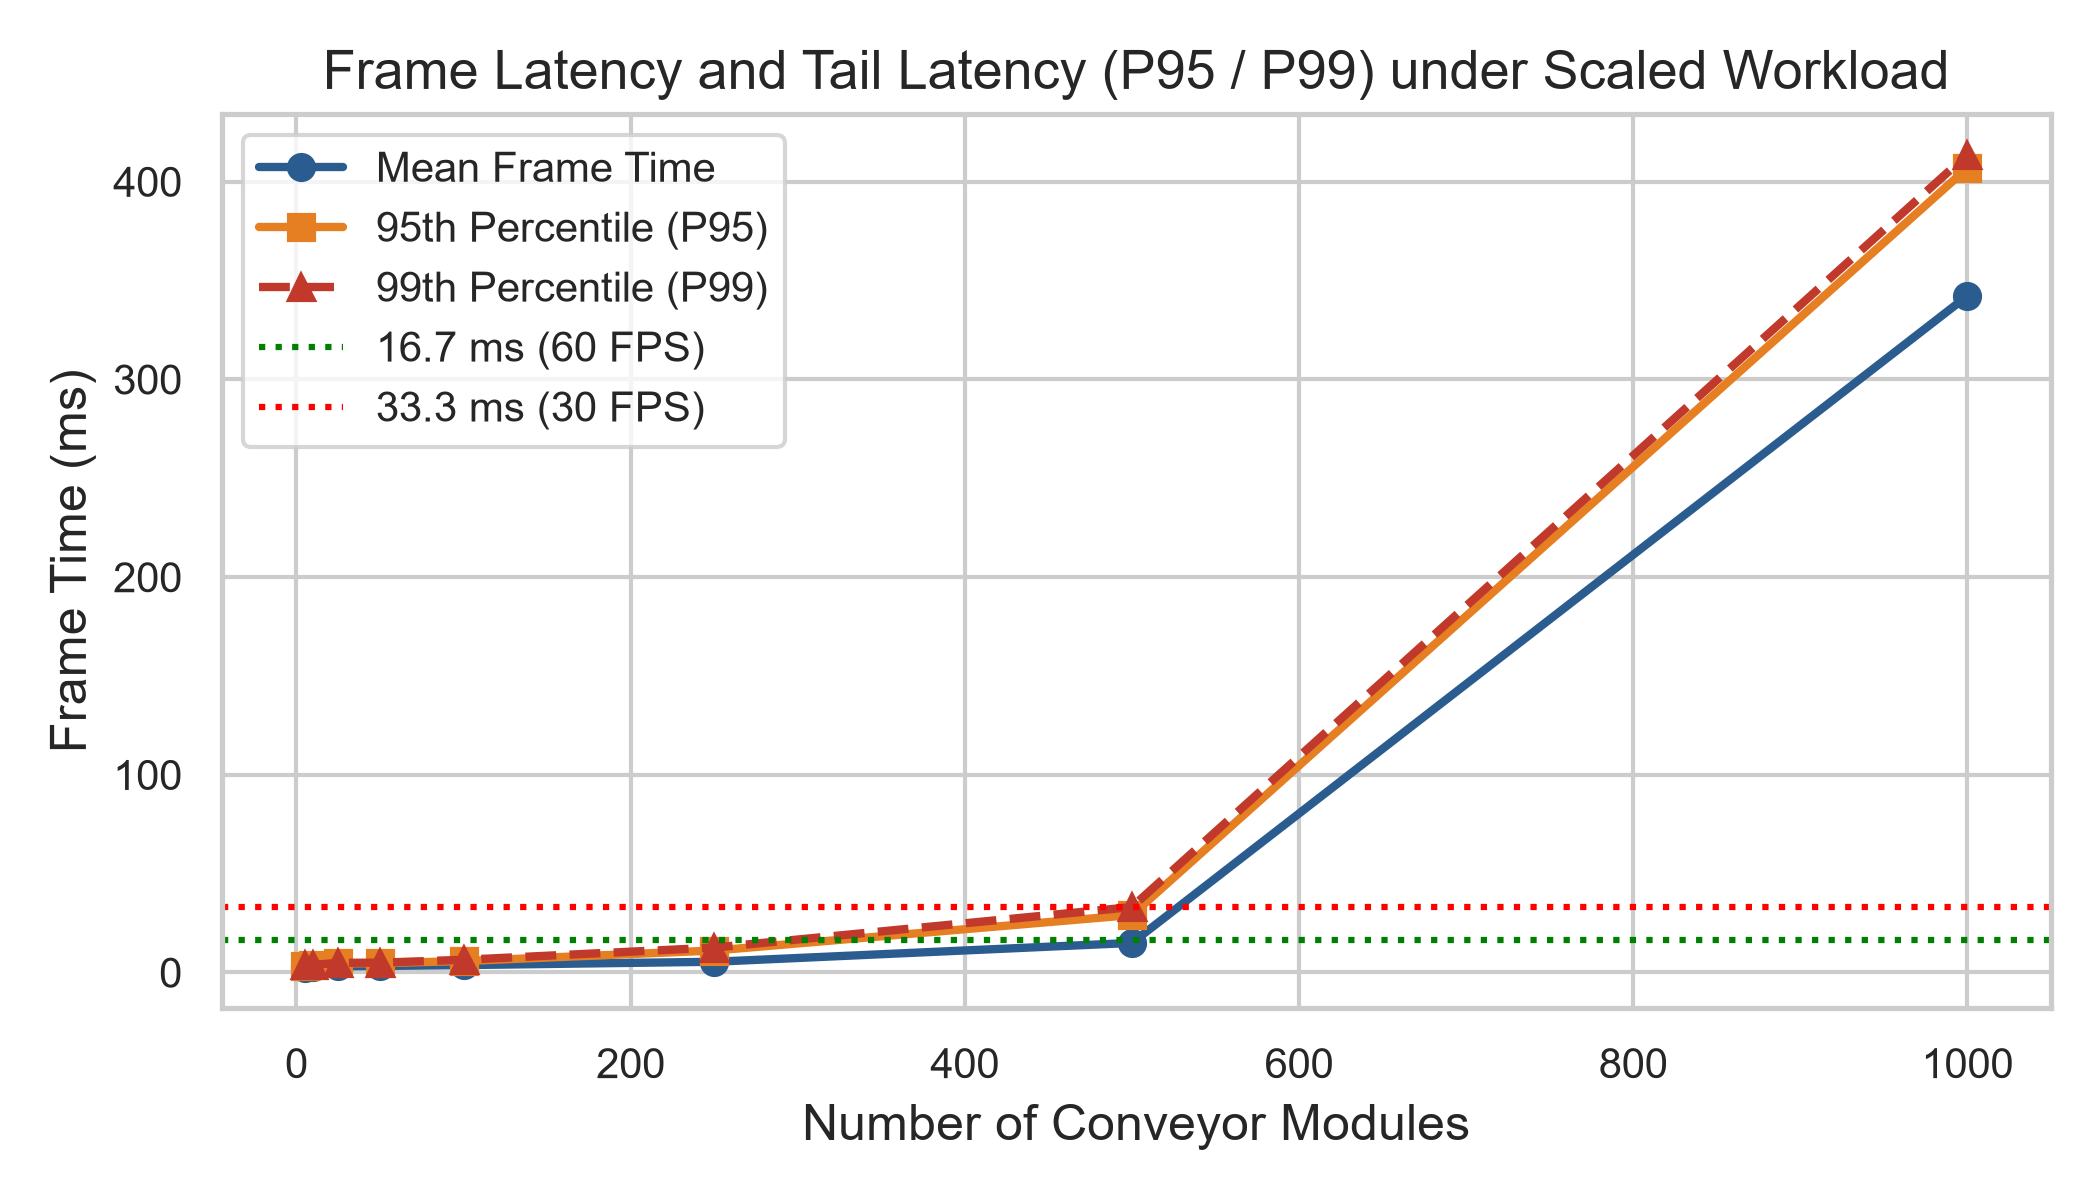 Frame Latency and Tail Latency (P95 / P99) under Scaled Workload
Mean Frame Time
95th Percentile (P95)
99th Percentile (P99)
16.7 ms (60 FPS)
33.3 ms (30 FPS)
Frame Time (ms)
400
300
200
100
0
0 200 400 600 800 1000
Number of Conveyor Modules